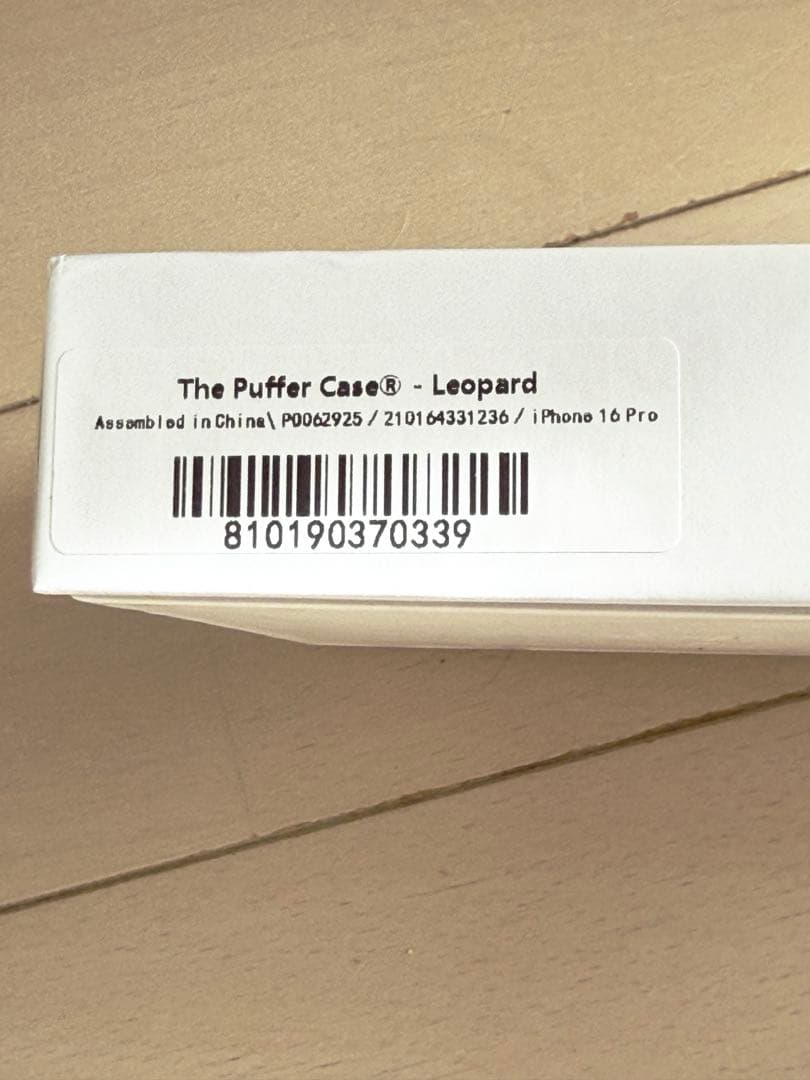 The Puffer Case® - Leopard
Assembled in China\ P0062925 / 210164331236 / iPhone 16 Pro
810190370339